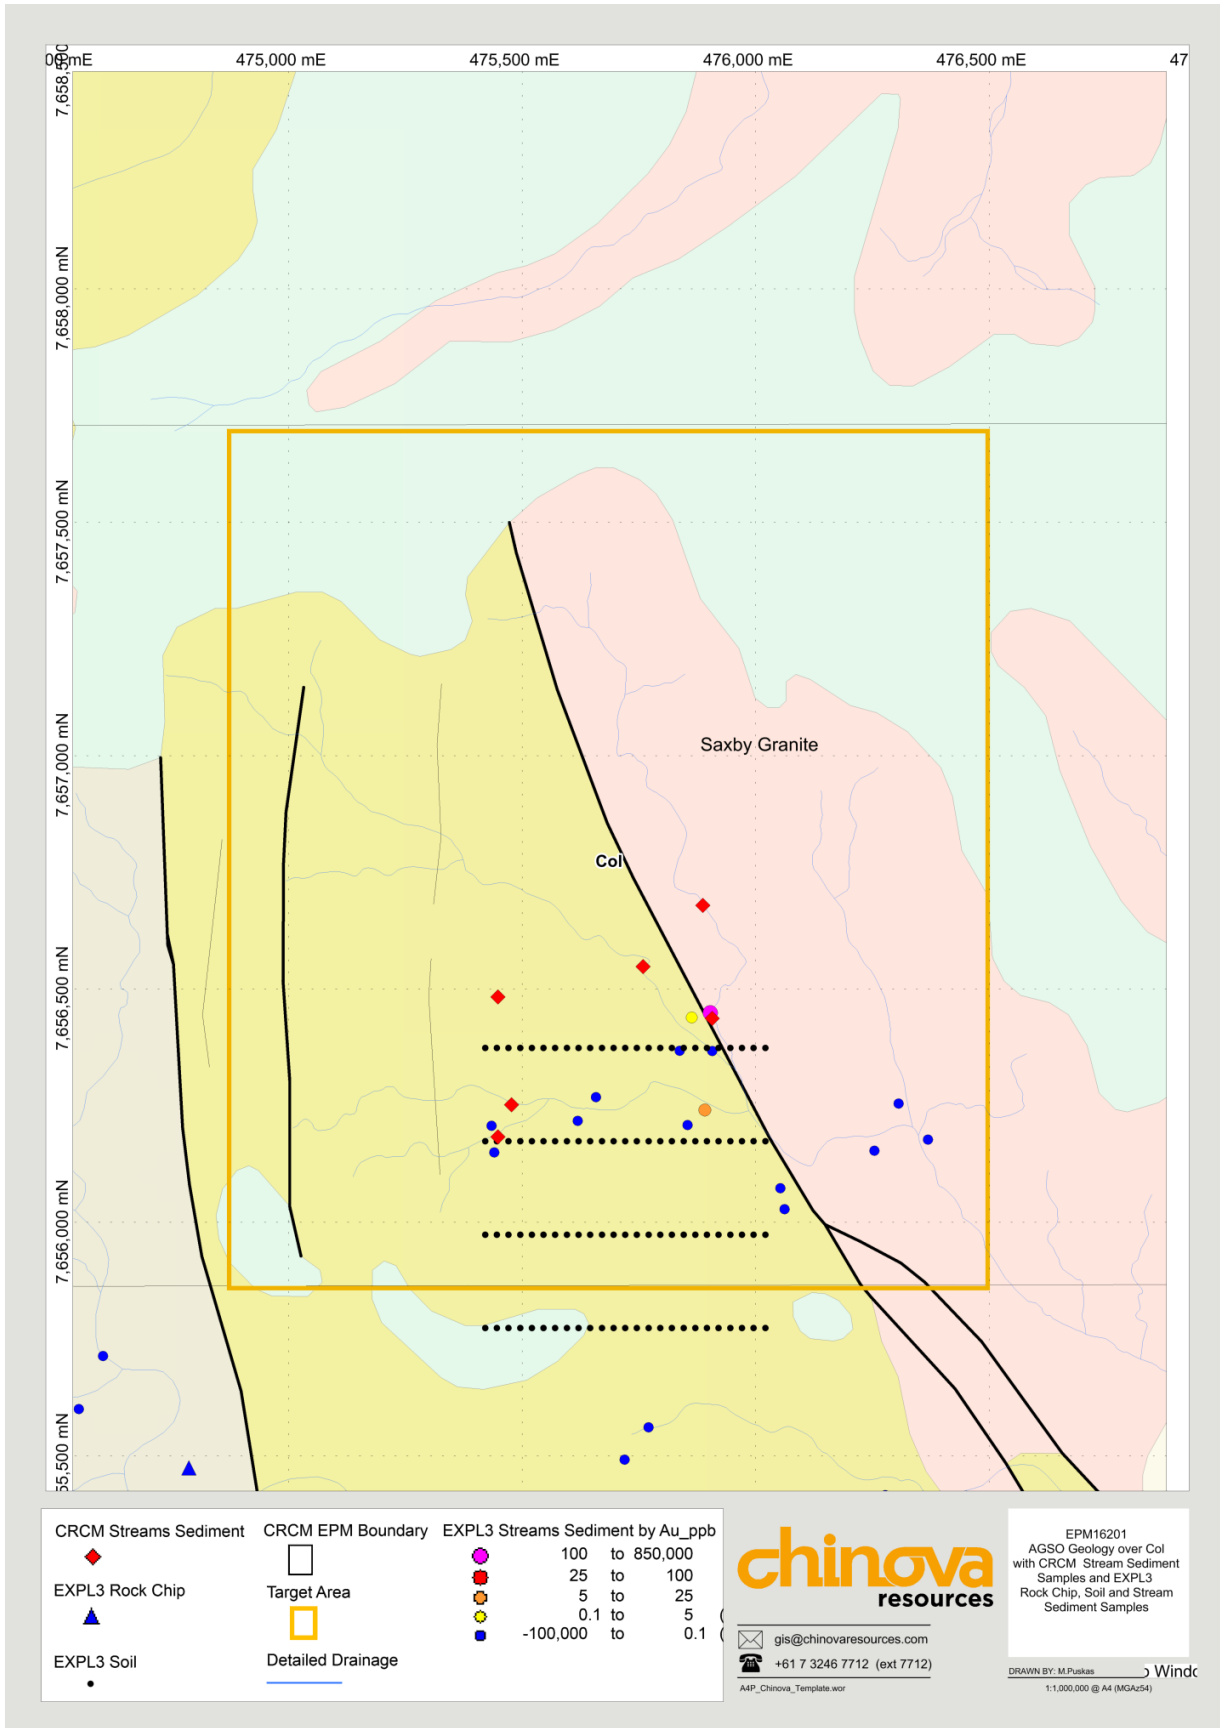 00mE
475,000 mE
475,500 mE
476,000 mE
476,500 mE
47
7,658,500
7,658,000 mN
7,657,500 mN
7,657,000 mN
7,656,500 mN
7,656,000 mN
55,500 mN
Saxby Granite
Col
CRCM Streams Sediment
EXPL3 Rock Chip
EXPL3 Soil
CRCM EPM Boundary
Target Area
Detailed Drainage
EXPL3 Streams Sediment by Au_ppb
100 to 850,000
25 to 100
5 to 25
0.1 to 5 (
-100,000 to 0.1 (
chinova
resources
gis@chinovaresources.com
+61 7 3246 7712 (ext 7712)
A4P_Chinova_Template.wor
EPM16201
AGSO Geology over Col
with CRCM Stream Sediment
Samples and EXPL3
Rock Chip, Soil and Stream
Sediment Samples
DRAWN BY: M.Puskas
Windo
1:1,000,000 @ A4 (MGAz54)